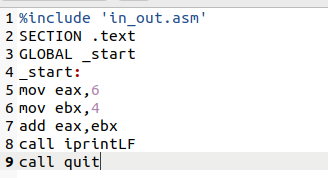 1 %include 'in_out.asm'
2 SECTION .text
3 GLOBAL _start
4 _start:
5 mov eax,6
6 mov ebx,4
7 add eax,ebx
8 call iprintLF
9 call quit